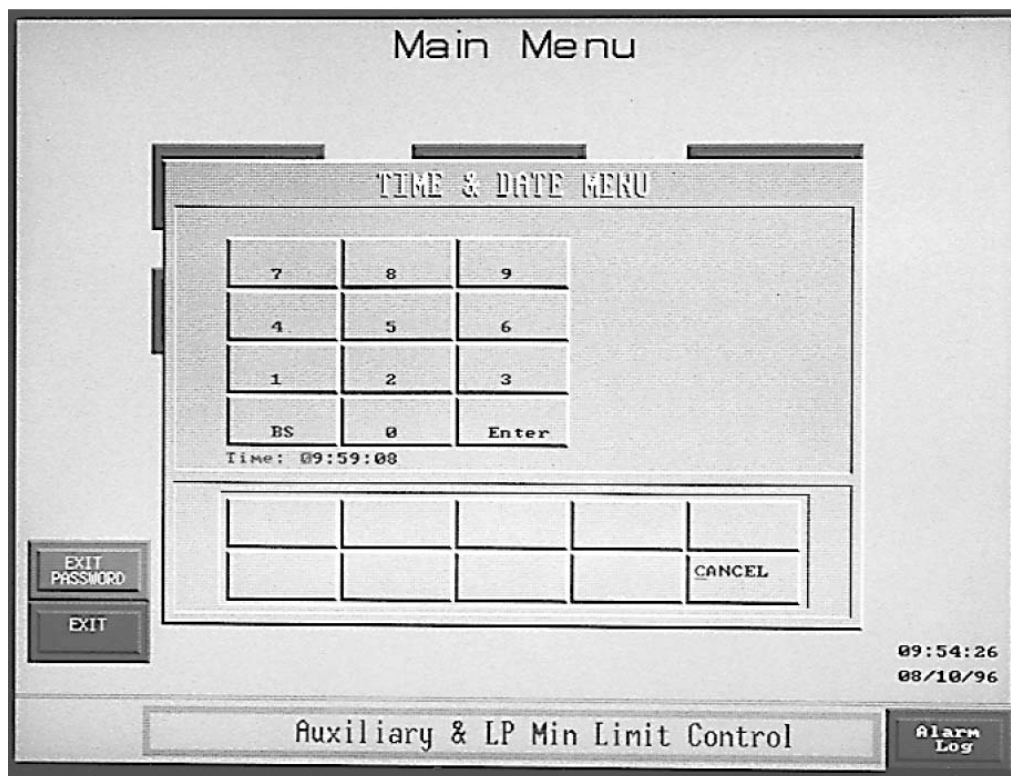 Main Menu
TIME & DATE MENU
7 8 9
4 5 6
1 2 3
BS 0 Enter
Time: 09:59:08
CANCEL
EXIT PASSWORD
EXIT
09:54:26
08/10/96
Auxiliary & LP Min Limit Control
Alarm Log